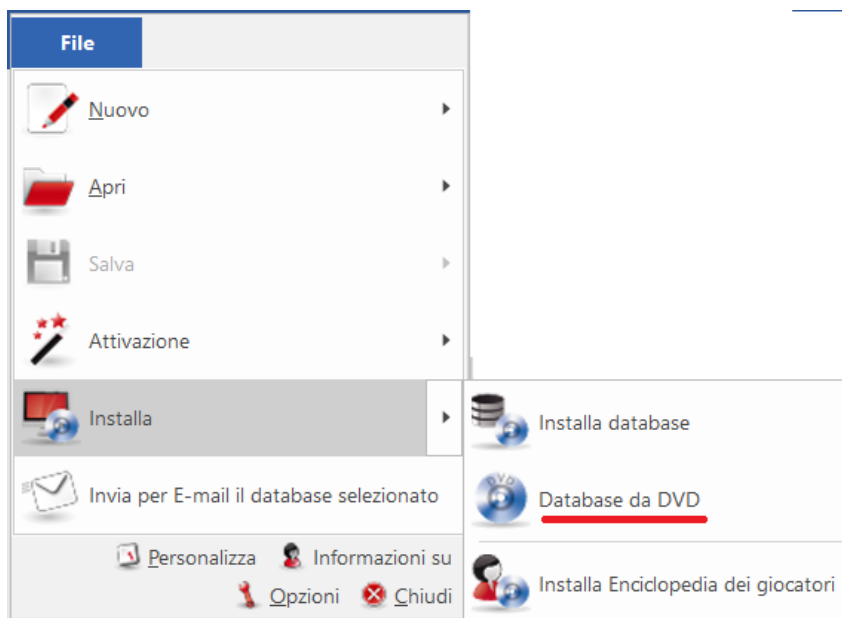 File
Nuovo
Apri
Salva
Attivazione
Installa
Invia per E-mail il database selezionato
Personalizza Informazioni su
Opzioni Chiudi
Installa database
DVD
Database da DVD
Installa Enciclopedia dei giocatori